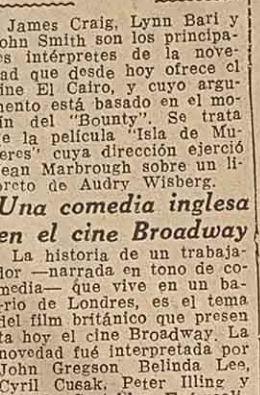 James Craig, Lynn Bari y
ohn Smith son los principa-
s intérpretes de la nove-
ad que desde hoy ofrece el
ine El Cairo, y cuyo argu-
mento está basado en el mo-
ín del "Bounty". Se trata
e la película "Isla de Mu-
eres" cuya dirección ejerció
ean Marbrough sobre un li-
reto de Audry Wisberg.
Una comedia inglesa
en el cine Broadway
La historia de un trabaja-
dor —narrada en tono de co-
media— que vive en un ba-
rrio de Londres, es el tema
del film británico que presen
ta hoy el cine Broadway. La
novedad fué interpretada por
John Gregson Belinda Lee,
Cyril Cusak, Peter Illing y